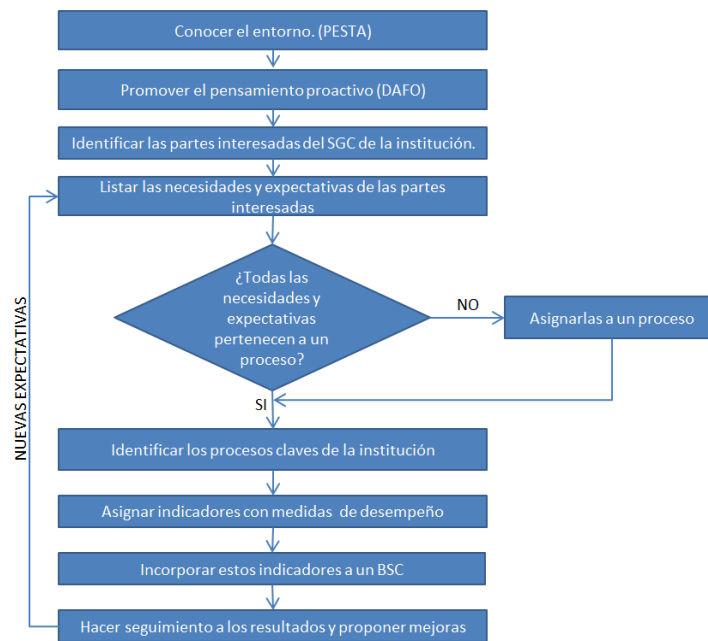 Conocer el entorno. (PESTA)
Promover el pensamiento proactivo (DAFO)
Identificar las partes interesadas del SGC de la institución.
Listar las necesidades y expectativas de las partes
interesadas
¿Todas las
necesidades y
expectativas
pertenecen a un
proceso?
NO
Asignarlas a un proceso
SI
NUEVAS EXPECTATIVAS
Identificar los procesos claves de la institución
Asignar indicadores con medidas de desempeño
Incorporar estos indicadores a un BSC
Hacer seguimiento a los resultados y proponer mejoras